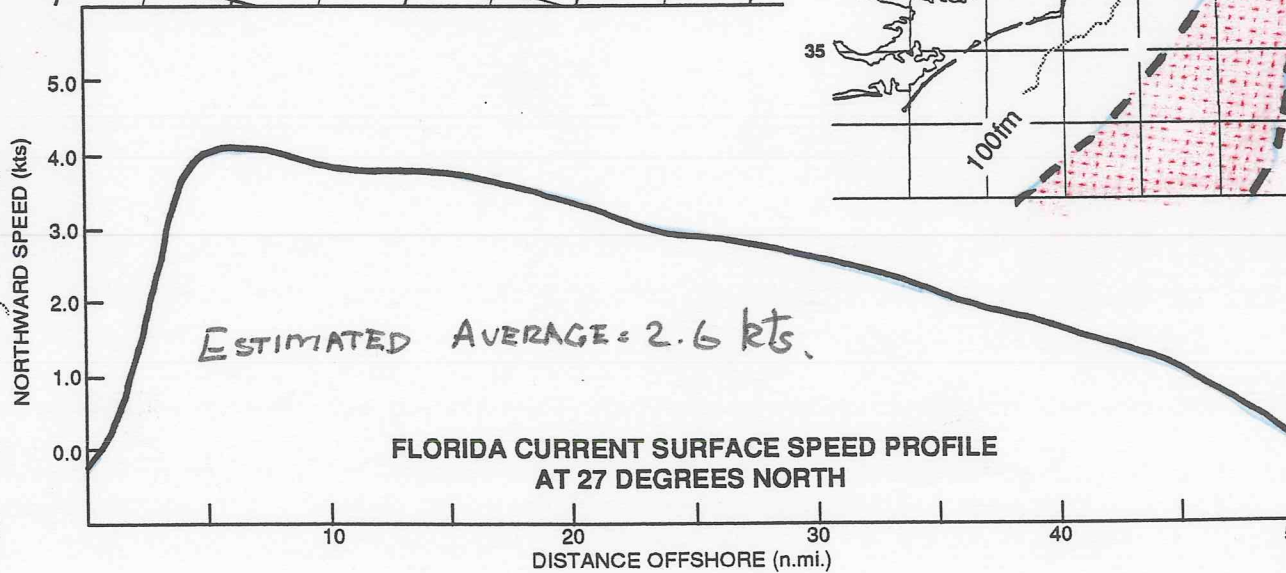 35
100fm
NORTHWARD SPEED (kts)
5.0
4.0
3.0
2.0
1.0
0.0
ESTIMATED AVERAGE= 2.6 kts.
FLORIDA CURRENT SURFACE SPEED PROFILE
AT 27 DEGREES NORTH
10
20
30
40
DISTANCE OFFSHORE (n.mi.)